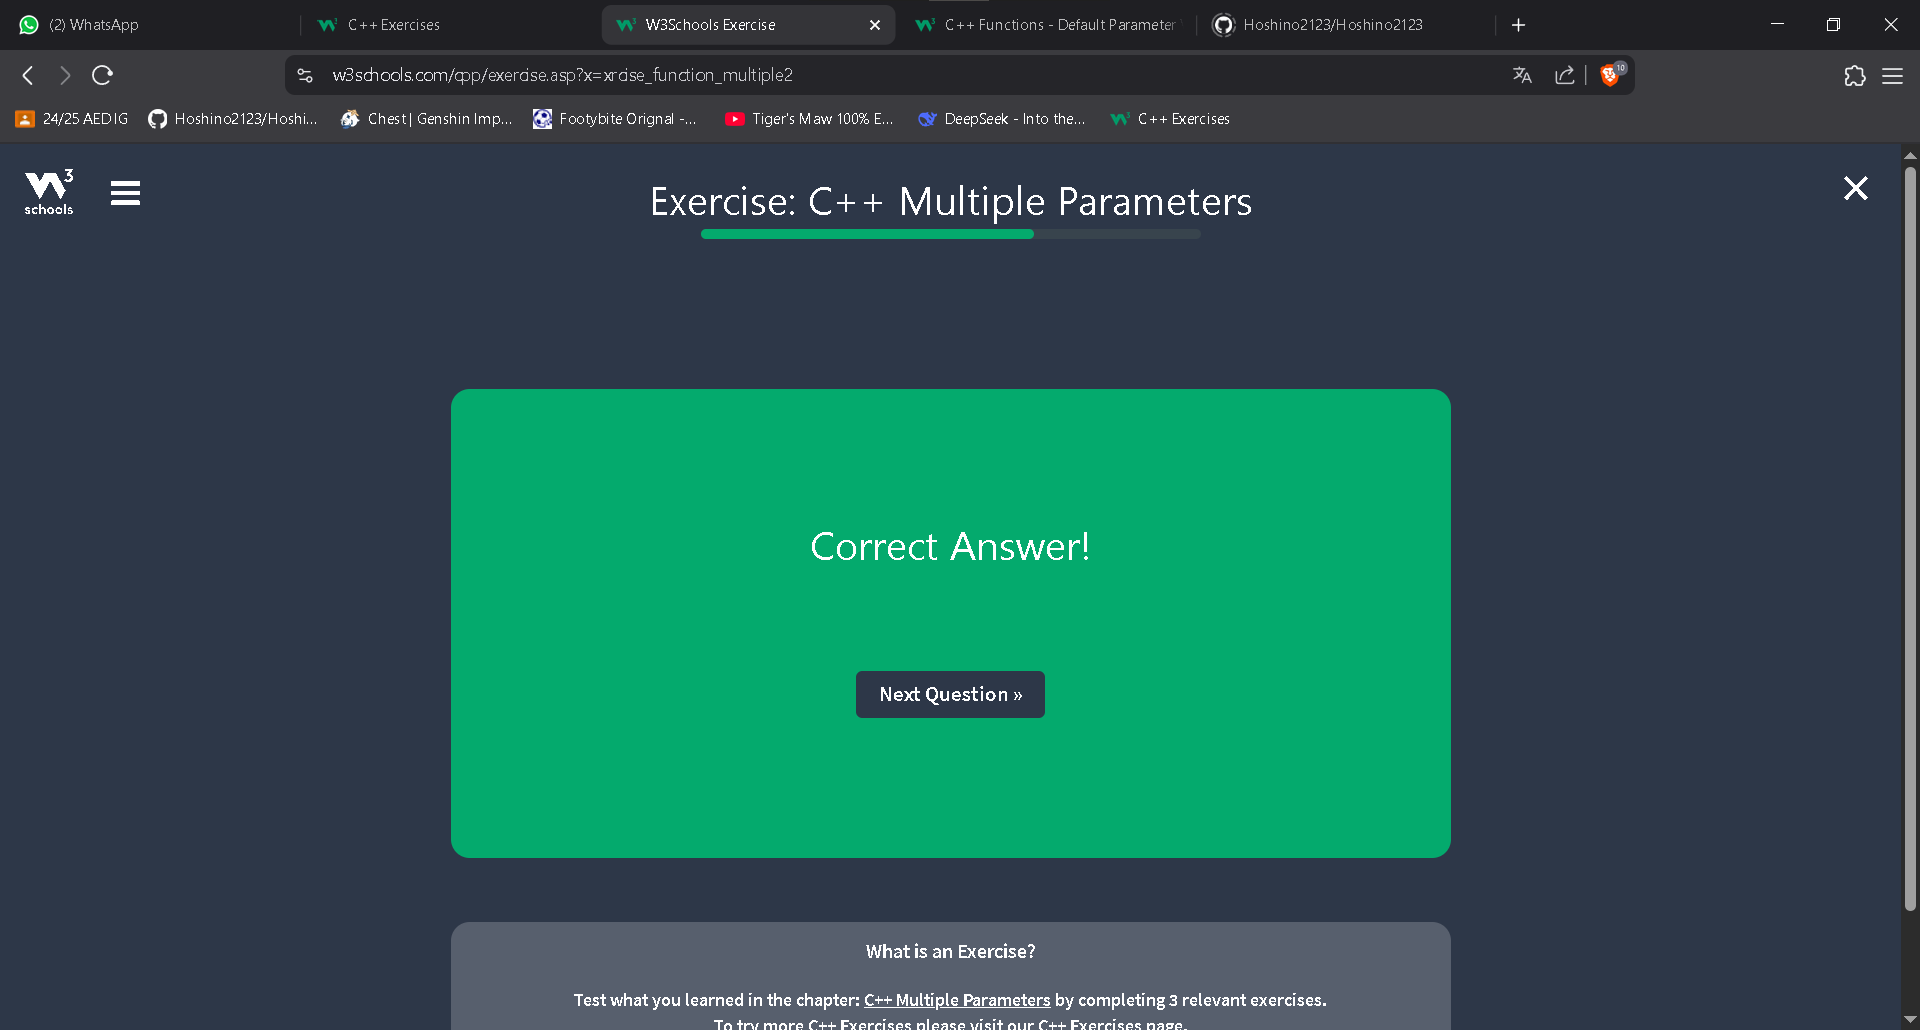 (2) WhatsApp
C++ Exercises
W3Schools Exercise
C++ Functions - Default Parameter
Hoshino2123/Hoshino2123
w3schools.com/cpp/exercise.asp?x=xrcise_function_multiple2
10
24/25 AEDIG
Hoshino2123/Hoshi...
Chest | Genshin Imp...
Footybite Orignal -...
Tiger's Maw 100% E...
DeepSeek - Into the...
C++ Exercises
3
schools
Exercise: C++ Multiple Parameters
Correct Answer!
Next Question »
What is an Exercise?
Test what you learned in the chapter: C++ Multiple Parameters by completing 3 relevant exercises.
To try more C++ Exercises please visit our C++ Exercises page.